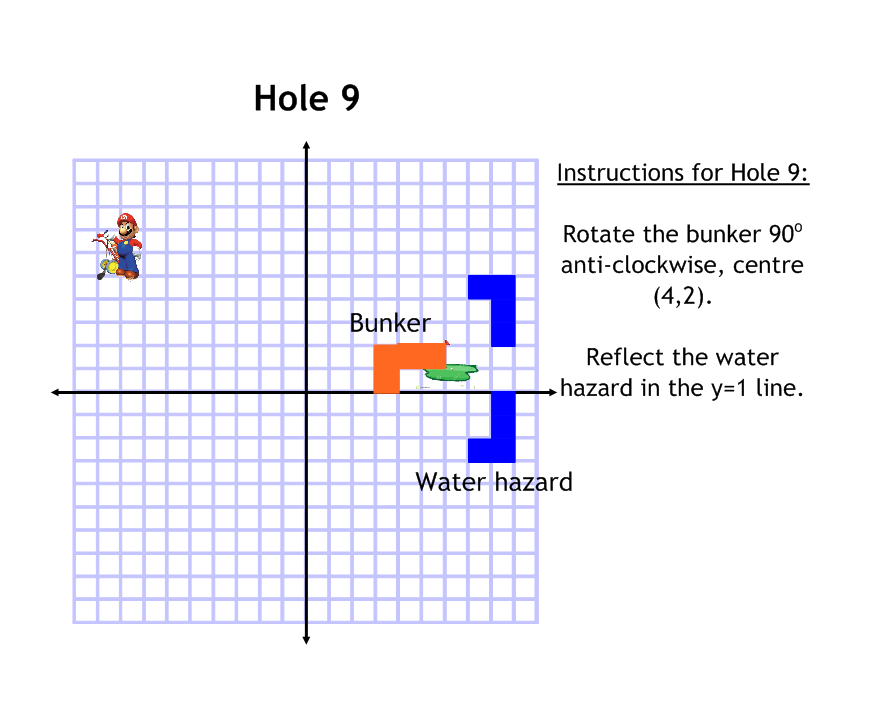 Hole 9
Instructions for Hole 9:
Rotate the bunker 90º
anti-clockwise, centre
(4,2).
Bunker
Reflect the water
hazard in the y=1 line.
Water hazard